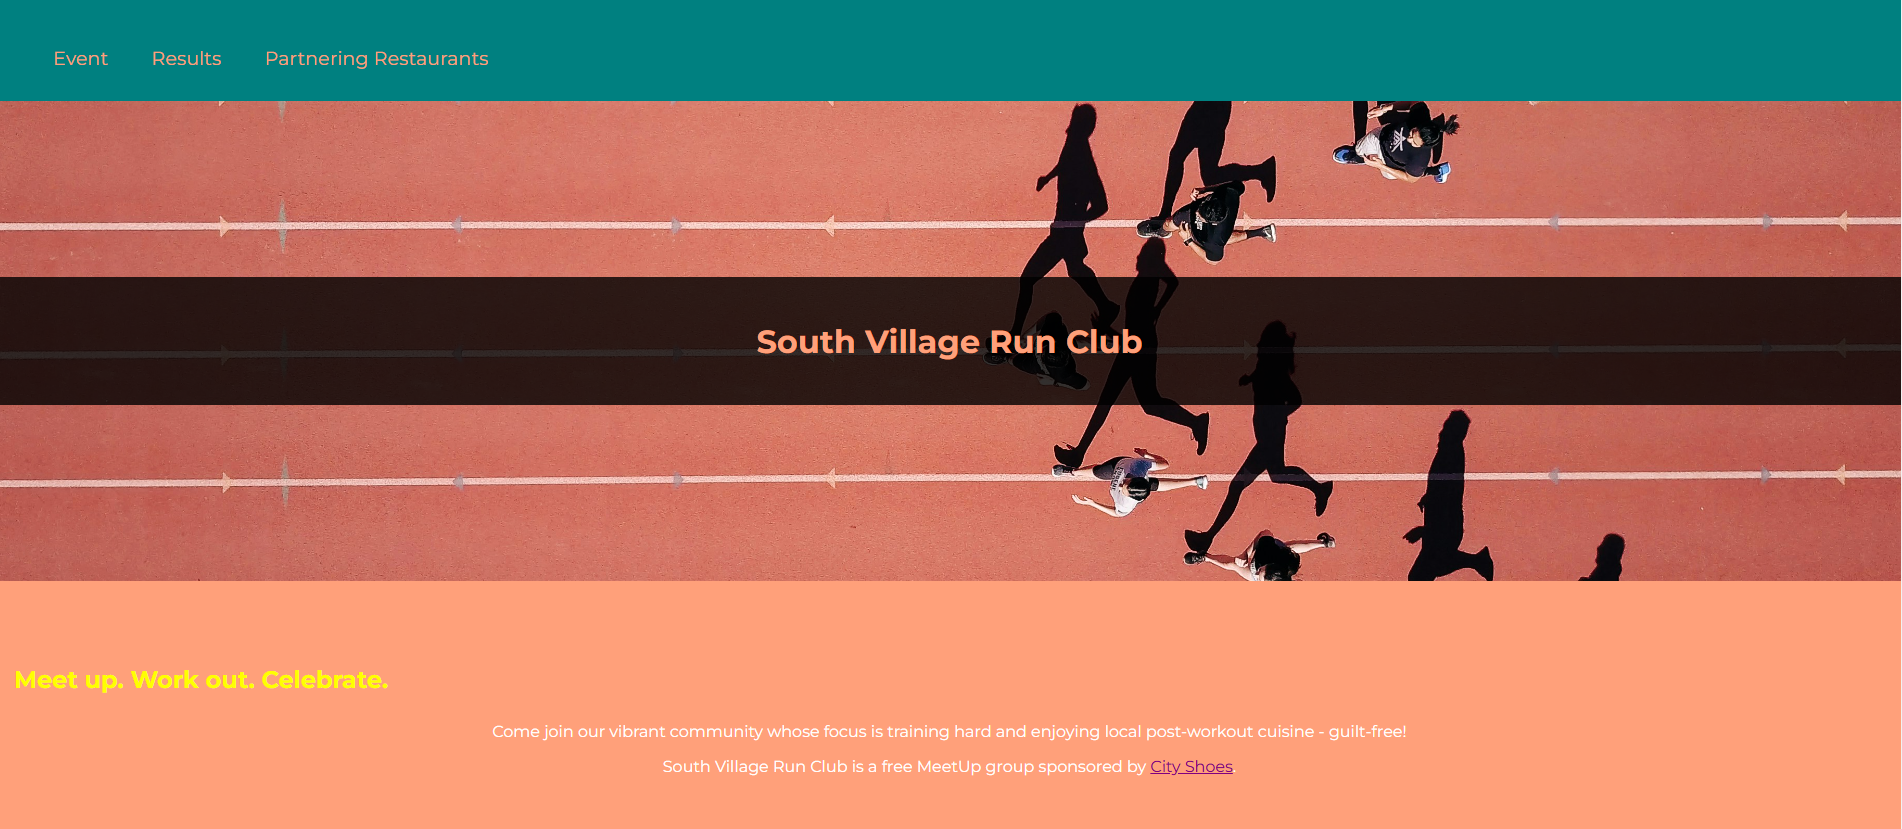 Event Results Partnering Restaurants
South Village Run Club
Meet up. Work out. Celebrate.
Come join our vibrant community whose focus is training hard and enjoying local post-workout cuisine - guilt-free!
South Village Run Club is a free MeetUp group sponsored by City Shoes.